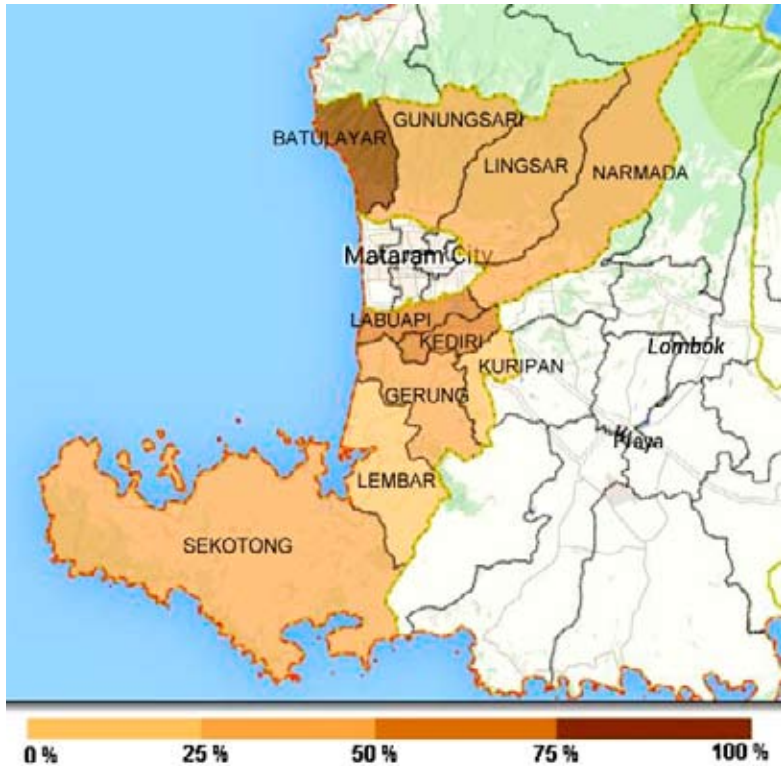 BATULAYAR
GUNUNGSARI
LINGSAR
NARMADA
Mataram City
LABUAPI
KEDIRI
KURIPAN
Lombok
GERUNG
Praya
LEMBAR
SEKOTONG
0 % 25 % 50 % 75 % 100 %